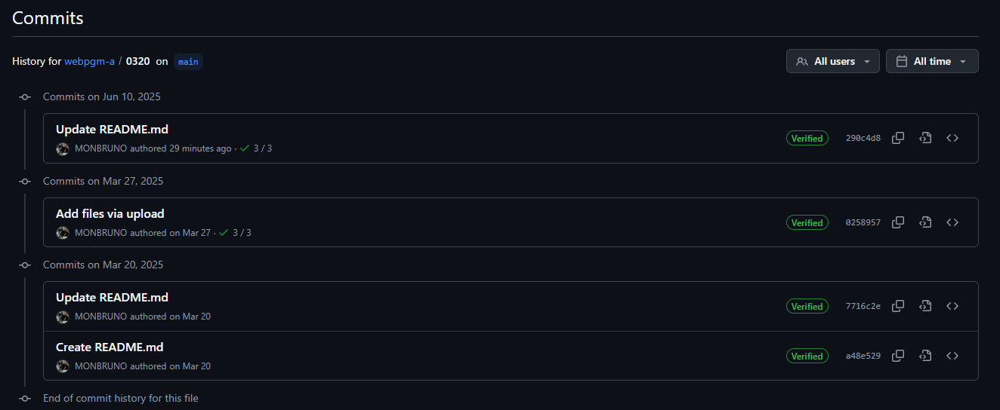 Commits
History for webpgm-a / 0320 on main
All users
All time
Commits on Jun 10, 2025
Update README.md
MONBRUNO authored 29 minutes ago · 3 / 3
Verified
290c4d8
Commits on Mar 27, 2025
Add files via upload
MONBRUNO authored on Mar 27 · 3 / 3
Verified
0258957
Commits on Mar 20, 2025
Update README.md
MONBRUNO authored on Mar 20
Verified
7716c2e
Create README.md
MONBRUNO authored on Mar 20
Verified
a48e529
End of commit history for this file